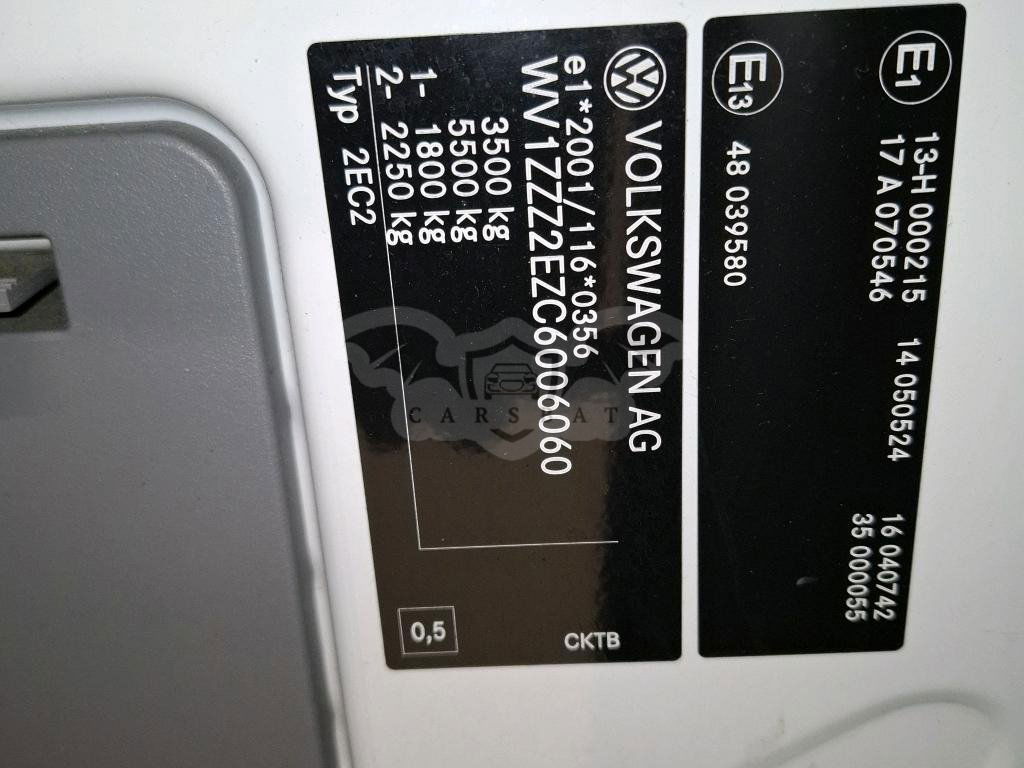 VOLKSWAGEN AG
e1*2001/116*0356
WV1ZZZ2EZC6006060
3500 kg
5500 kg
1- 1800 kg
2- 2250 kg
Typ 2EC2
CKTB
0,5
E1 13-H 000215 14 050524 16 040742
17 A 070546 35 000055
E13 48 039580